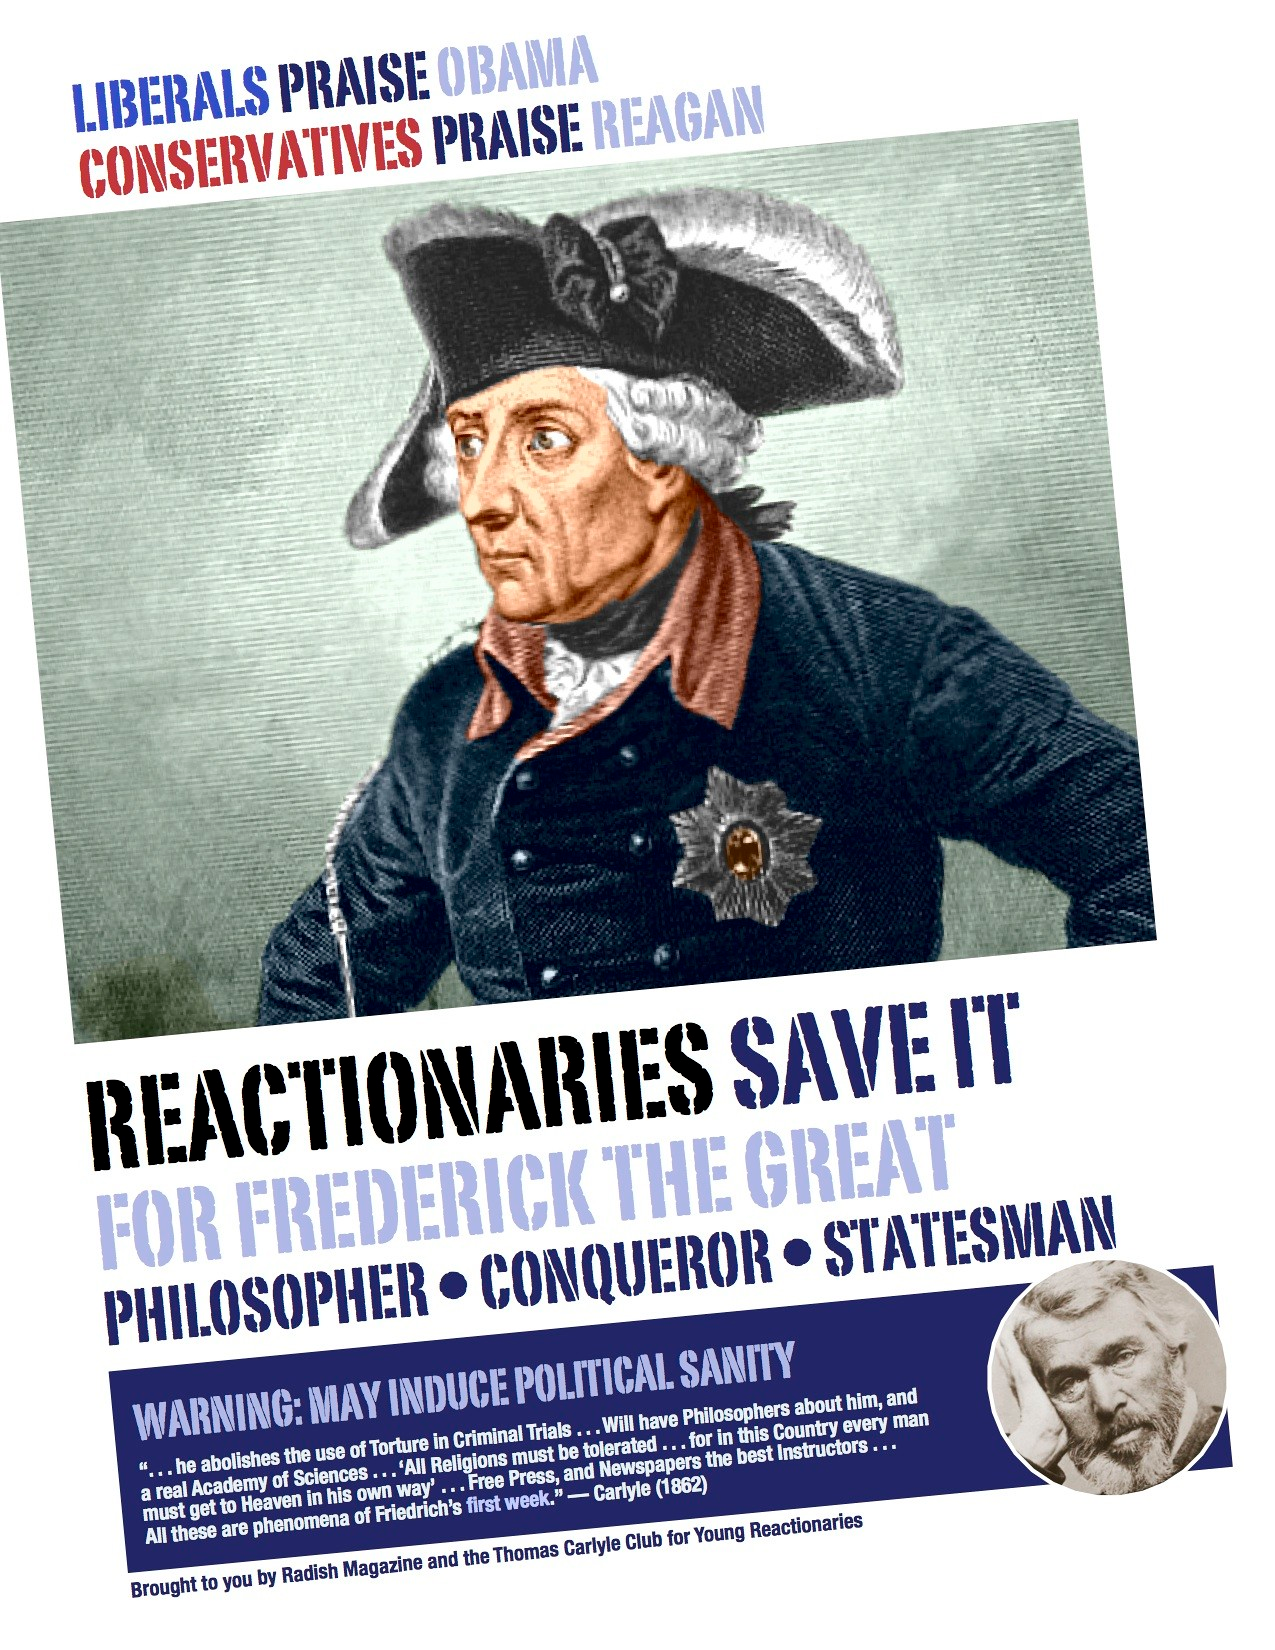 LIBERALS PRAISE OBAMA
CONSERVATIVES PRAISE REAGAN
REACTIONARIES SAVE IT
FOR FREDERICK THE GREAT
PHILOSOPHER • CONQUEROR • STATESMAN
WARNING: MAY INDUCE POLITICAL SANITY
“. . . he abolishes the use of Torture in Criminal Trials . . . Will have Philosophers about him, and
a real Academy of Sciences . . . ‘All Religions must be tolerated . . . for in this Country every man
must get to Heaven in his own way’ . . . Free Press, and Newspapers the best Instructors . . .
All these are phenomena of Friedrich’s first week.” — Carlyle (1862)
Brought to you by Radish Magazine and the Thomas Carlyle Club for Young Reactionaries